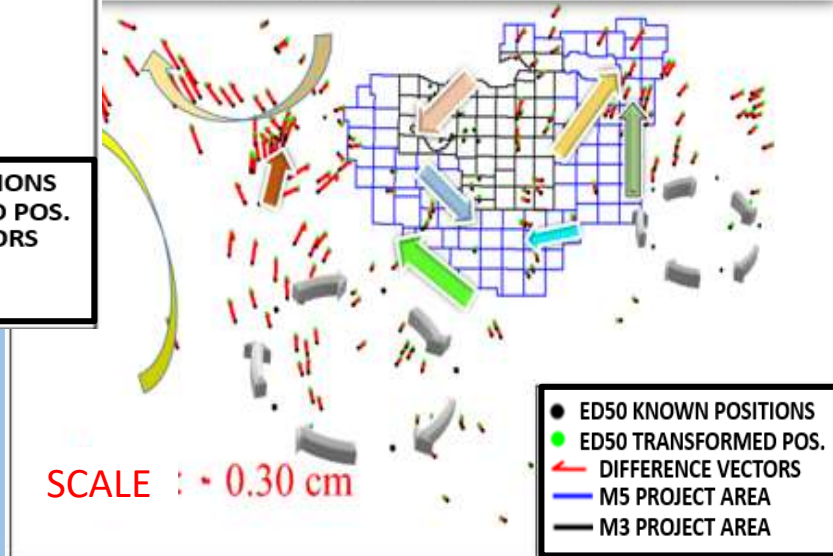 IONS
D POS.
ORS
SCALE : - 0.30 cm
ED50 KNOWN POSITIONS
ED50 TRANSFORMED POS.
DIFFERENCE VECTORS
M5 PROJECT AREA
M3 PROJECT AREA